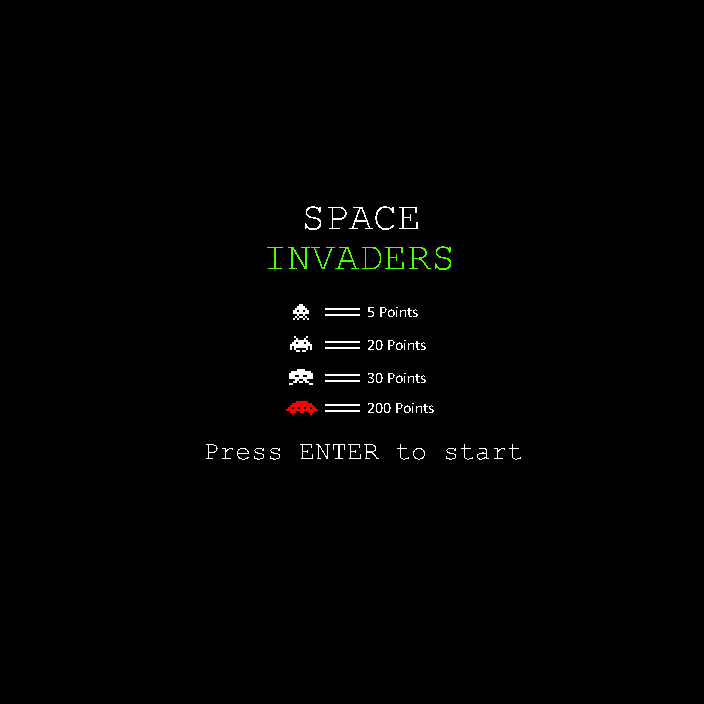 SPACE
INVADERS
5 Points
20 Points
30 Points
200 Points
Press ENTER to start